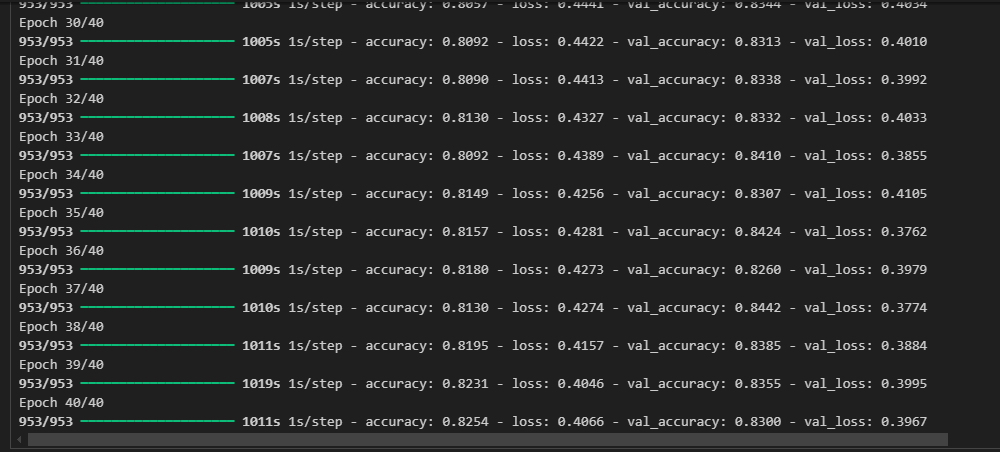 953/953 ━━━━━━━━━━━━━━━━━━━━ 1005s 1s/step - accuracy: 0.8057 - loss: 0.4441 - val_accuracy: 0.8344 - val_loss: 0.4034
Epoch 30/40
953/953 ━━━━━━━━━━━━━━━━━━━━ 1005s 1s/step - accuracy: 0.8092 - loss: 0.4422 - val_accuracy: 0.8313 - val_loss: 0.4010
Epoch 31/40
953/953 ━━━━━━━━━━━━━━━━━━━━ 1007s 1s/step - accuracy: 0.8090 - loss: 0.4413 - val_accuracy: 0.8338 - val_loss: 0.3992
Epoch 32/40
953/953 ━━━━━━━━━━━━━━━━━━━━ 1008s 1s/step - accuracy: 0.8130 - loss: 0.4327 - val_accuracy: 0.8332 - val_loss: 0.4033
Epoch 33/40
953/953 ━━━━━━━━━━━━━━━━━━━━ 1007s 1s/step - accuracy: 0.8092 - loss: 0.4389 - val_accuracy: 0.8410 - val_loss: 0.3855
Epoch 34/40
953/953 ━━━━━━━━━━━━━━━━━━━━ 1009s 1s/step - accuracy: 0.8149 - loss: 0.4256 - val_accuracy: 0.8307 - val_loss: 0.4105
Epoch 35/40
953/953 ━━━━━━━━━━━━━━━━━━━━ 1010s 1s/step - accuracy: 0.8157 - loss: 0.4281 - val_accuracy: 0.8424 - val_loss: 0.3762
Epoch 36/40
953/953 ━━━━━━━━━━━━━━━━━━━━ 1009s 1s/step - accuracy: 0.8180 - loss: 0.4273 - val_accuracy: 0.8260 - val_loss: 0.3979
Epoch 37/40
953/953 ━━━━━━━━━━━━━━━━━━━━ 1010s 1s/step - accuracy: 0.8130 - loss: 0.4274 - val_accuracy: 0.8442 - val_loss: 0.3774
Epoch 38/40
953/953 ━━━━━━━━━━━━━━━━━━━━ 1011s 1s/step - accuracy: 0.8195 - loss: 0.4157 - val_accuracy: 0.8385 - val_loss: 0.3884
Epoch 39/40
953/953 ━━━━━━━━━━━━━━━━━━━━ 1019s 1s/step - accuracy: 0.8231 - loss: 0.4046 - val_accuracy: 0.8355 - val_loss: 0.3995
Epoch 40/40
953/953 ━━━━━━━━━━━━━━━━━━━━ 1011s 1s/step - accuracy: 0.8254 - loss: 0.4066 - val_accuracy: 0.8300 - val_loss: 0.3967